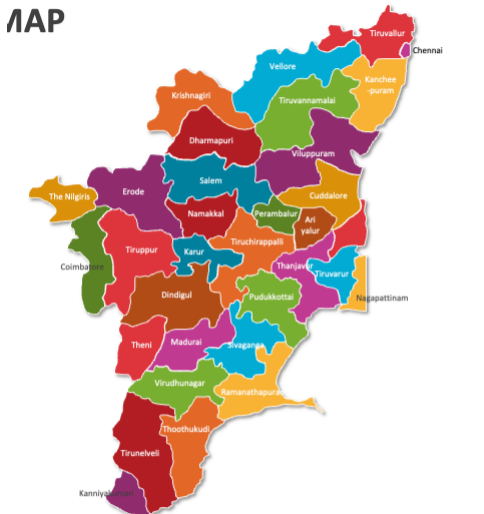 MAP
Tiruvallur
Chennai
Vellore
Kanchee
-puram
Krishnagiri
Tiruvannamalai
Dharmapuri
Viluppuram
Salem
Erode
The Nilgiris
Cuddalore
Namakkal
Perambalur
Ari
yalur
Tiruppur
Karur
Tiruchirappalli
Coimbatore
Thanjavur
Tiruvarur
Dindigul
Pudukkottai
Nagapattinam
Theni
Madurai
Sivaganga
Virudhunagar
Ramanathapuram
Thoothukudi
Tirunelveli
Kanniyakumari